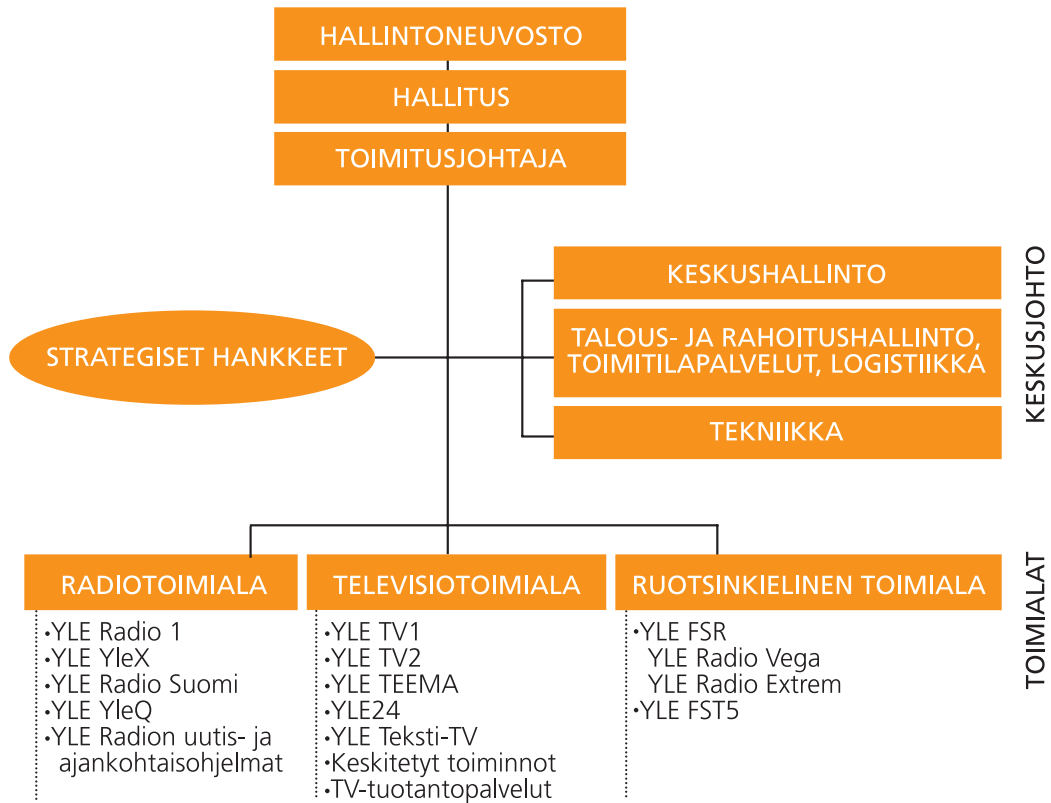 HALLINTONEUVOSTO
HALLITUS
TOIMITUSJOHTAJA
KESKUSHALLINTO
STRATEGISET HANKKEET
TALOUS- JA RAHOITUSHALLINTO,
TOIMITILAPALVELUT, LOGISTIIKKA
TEKNIIKKA
KESKUSJOHTO
RADIOTOIMIALA
•YLE Radio 1
•YLE YleX
•YLE Radio Suomi
•YLE YleQ
•YLE Radion uutis- ja
ajankohtaisohjelmat
TELEVISIOTOIMIALA
•YLE TV1
•YLE TV2
•YLE TEEMA
•YLE24
•YLE Teksti-TV
•Keskitetyt toiminnot
•TV-tuotantopalvelut
RUOTSINKIELINEN TOIMIALA
•YLE FSR
YLE Radio Vega
YLE Radio Extrem
•YLE FST5
TOIMIALAT